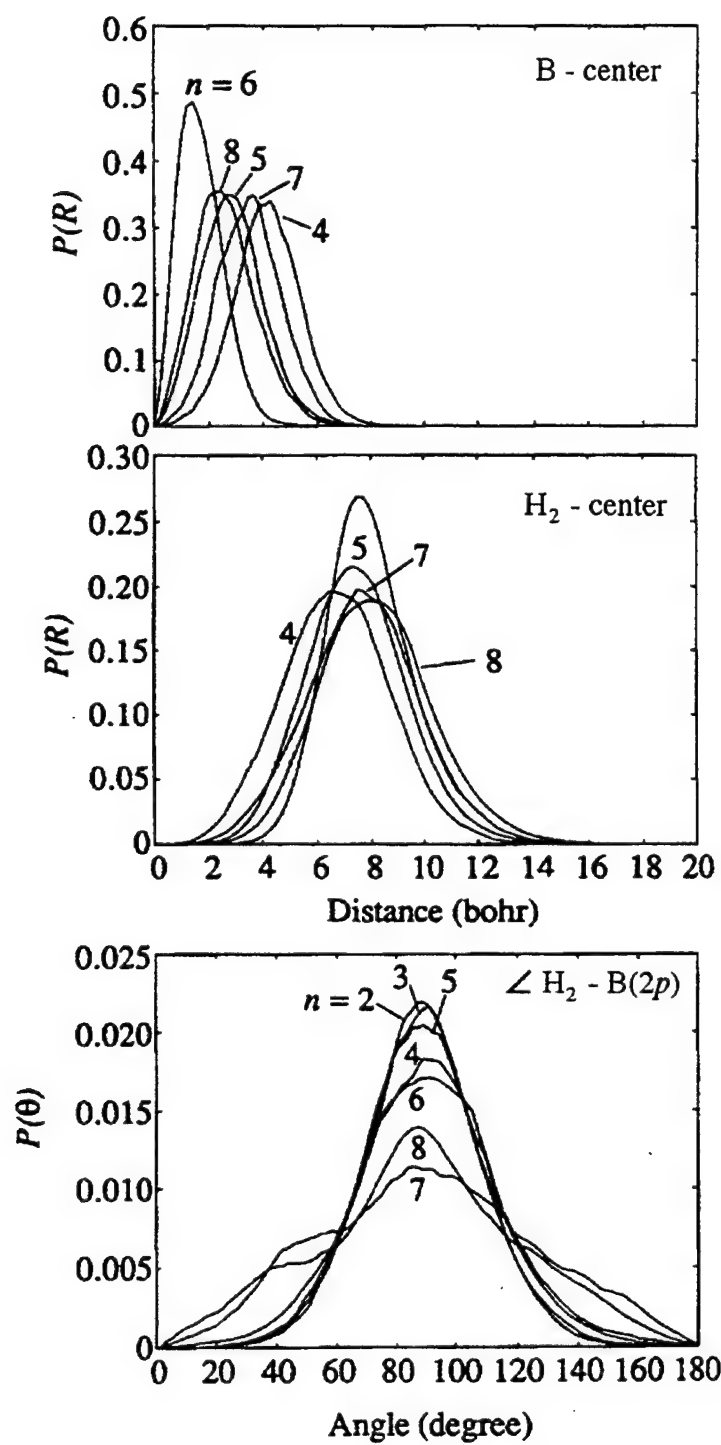 0.6
0.5
0.4
0.3
0.2
0.1
0
P(R)
B - center
n = 6
8
5
7
4
0.30
0.25
0.20
0.15
0.10
0.05
0
P(R)
H₂ - center
5
7
4
8
0 2 4 6 8 10 12 14 16 18 20
Distance (bohr)
0.025
0.020
0.015
0.010
0.005
0
P(θ)
∠ H₂ - B(2p)
n = 2
3
5
4
6
8
7
0 20 40 60 80 100 120 140 160 180
Angle (degree)